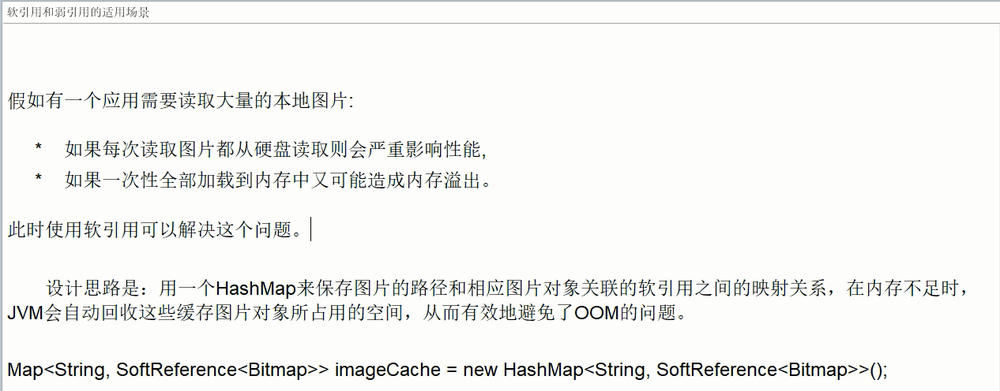 软引用和弱引用的适用场景
假如有一个应用需要读取大量的本地图片:
* 如果每次读取图片都从硬盘读取则会严重影响性能,
* 如果一次性全部加载到内存中又可能造成内存溢出。
此时使用软引用可以解决这个问题。
设计思路是：用一个HashMap来保存图片的路径和相应图片对象关联的软引用之间的映射关系，在内存不足时，
JVM会自动回收这些缓存图片对象所占用的空间，从而有效地避免了OOM的问题。
Map<String, SoftReference<Bitmap>> imageCache = new HashMap<String, SoftReference<Bitmap>>();